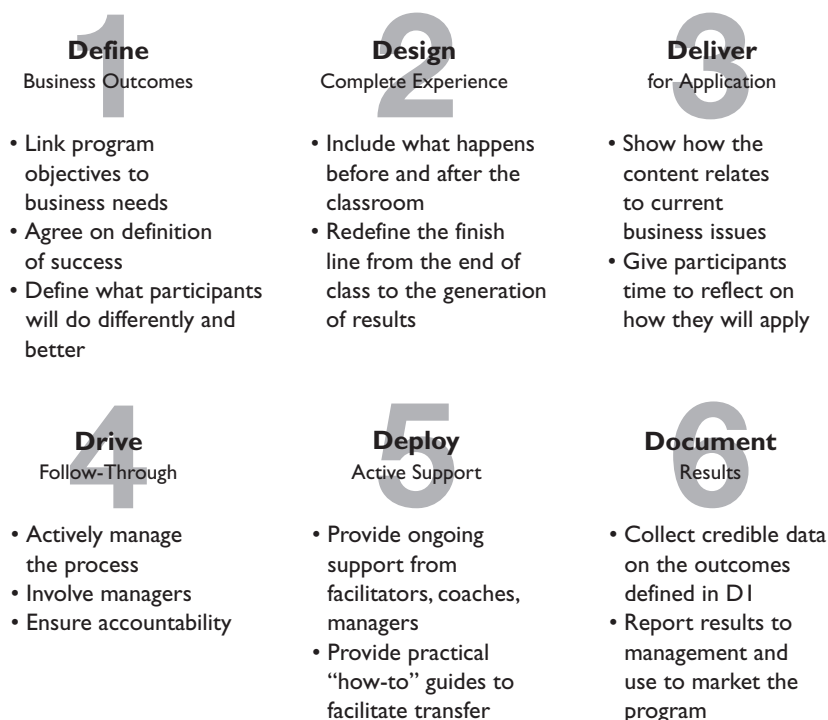 1
Define
Business Outcomes
• Link program
objectives to
business needs
• Agree on definition
of success
• Define what participants
will do differently and
better
2
Design
Complete Experience
• Include what happens
before and after the
classroom
• Redefine the finish
line from the end of
class to the generation
of results
3
Deliver
for Application
• Show how the
content relates
to current
business issues
• Give participants
time to reflect on
how they will apply
4
Drive
Follow-Through
• Actively manage
the process
• Involve managers
• Ensure accountability
5
Deploy
Active Support
• Provide ongoing
support from
facilitators, coaches,
managers
• Provide practical
“how-to” guides to
facilitate transfer
6
Document
Results
• Collect credible data
on the outcomes
defined in D1
• Report results to
management and
use to market the
program